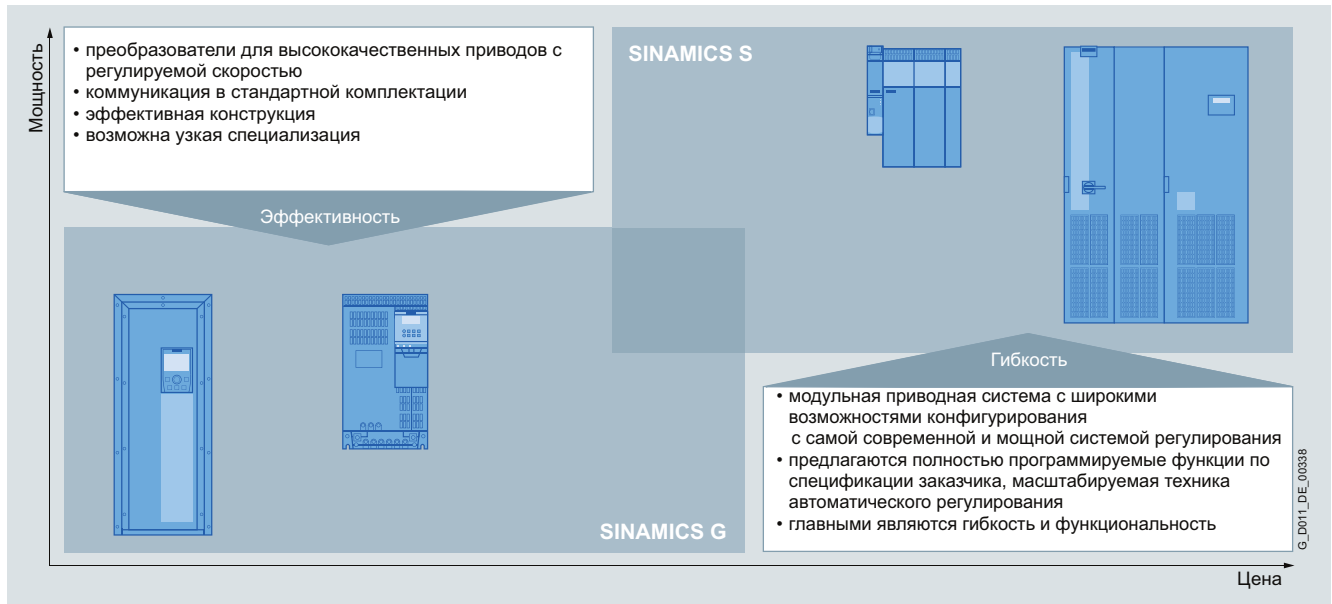 Мощность
• преобразователи для высококачественных приводов с
регулируемой скоростью
• коммуникация в стандартной комплектации
• эффективная конструкция
• возможна узкая специализация
Эффективность
SINAMICS S
SINAMICS G
Гибкость
• модульная приводная система с широкими
возможностями конфигурирования
с самой современной и мощной системой регулирования
• предлагаются полностью программируемые функции по
спецификации заказчика, масштабируемая техника
автоматического регулирования
• главными являются гибкость и функциональность
G_D011_DE_00338
Цена